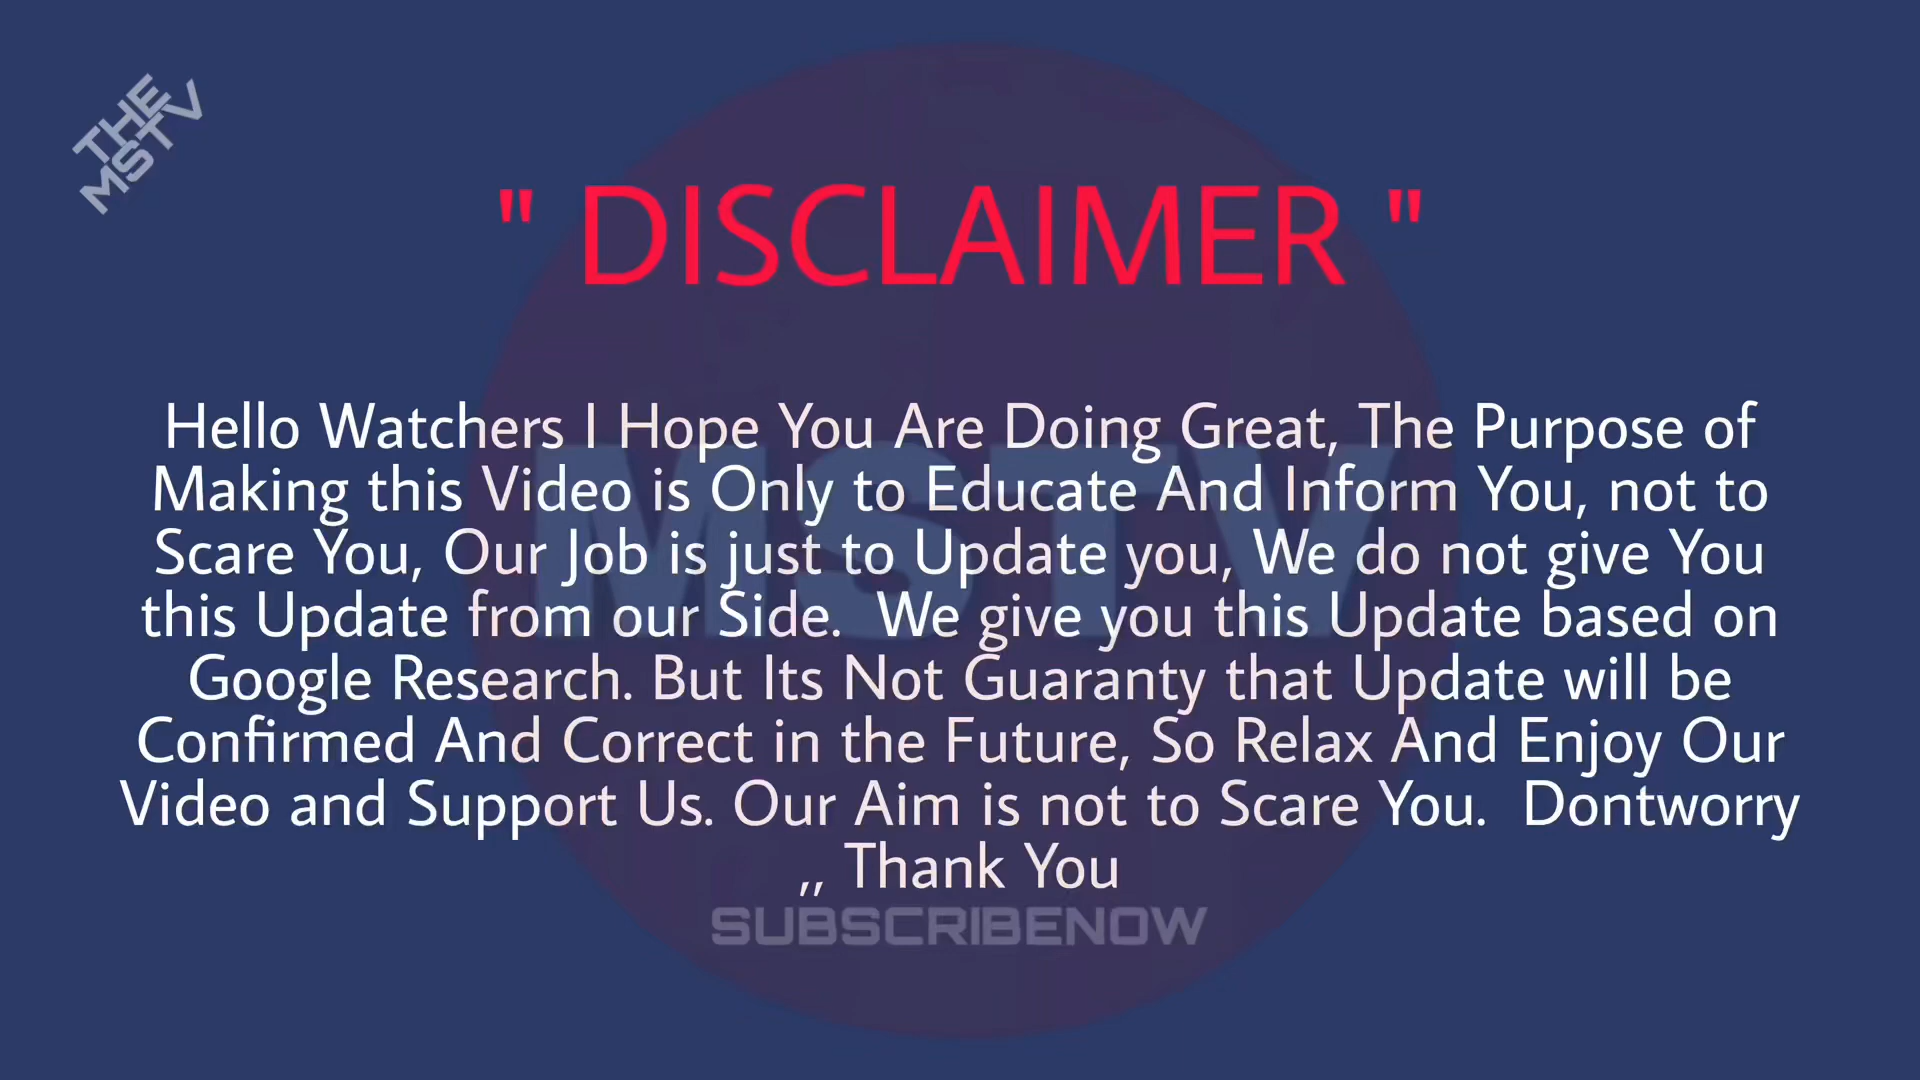 THE
MSTV
" DISCLAIMER "
Hello Watchers I Hope You Are Doing Great, The Purpose of
Making this Video is Only to Educate And Inform You, not to
Scare You, Our Job is just to Update you, We do not give You
this Update from our Side.  We give you this Update based on
Google Research. But Its Not Guaranty that Update will be
Confirmed And Correct in the Future, So Relax And Enjoy Our
Video and Support Us. Our Aim is not to Scare You.  Dontworry
,, Thank You
MSTV
SUBSCRIBENOW